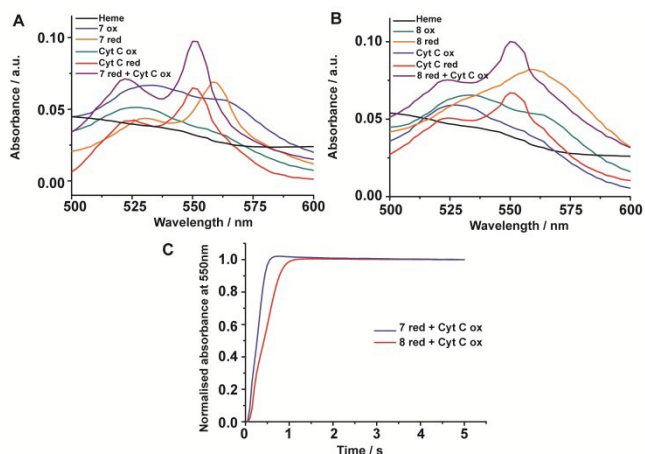 A
Absorbance / a.u.
0.10
0.05
0.00
500 525 550 575 600
Wavelength / nm
Heme
7 ox
7 red
Cyt C ox
Cyt C red
7 red + Cyt C ox
B
Absorbance / a.u.
0.10
0.05
0.00
500 525 550 575 600
Wavelength / nm
Heme
8 ox
8 red
Cyt C ox
Cyt C red
8 red + Cyt C ox
C
Normalised absorbance at 550nm
1.0
0.8
0.6
0.4
0.2
0.0
0 1 2 3 4 5
Time / s
7 red + Cyt C ox
8 red + Cyt C ox